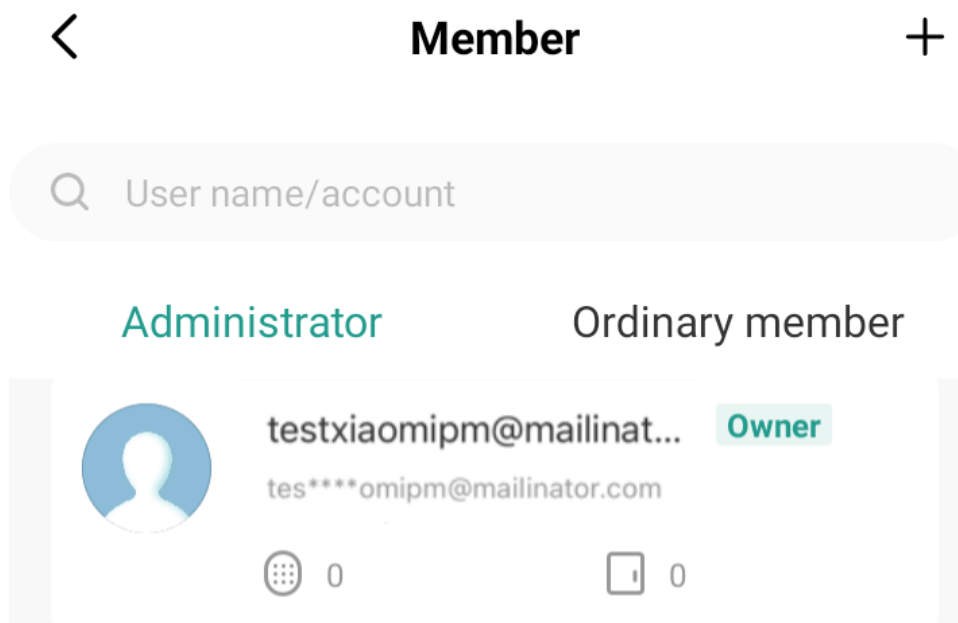 Member
User name/account
Administrator Ordinary member
testxiaomipm@mailinat... Owner
tes****omipm@mailinator.com
0 0